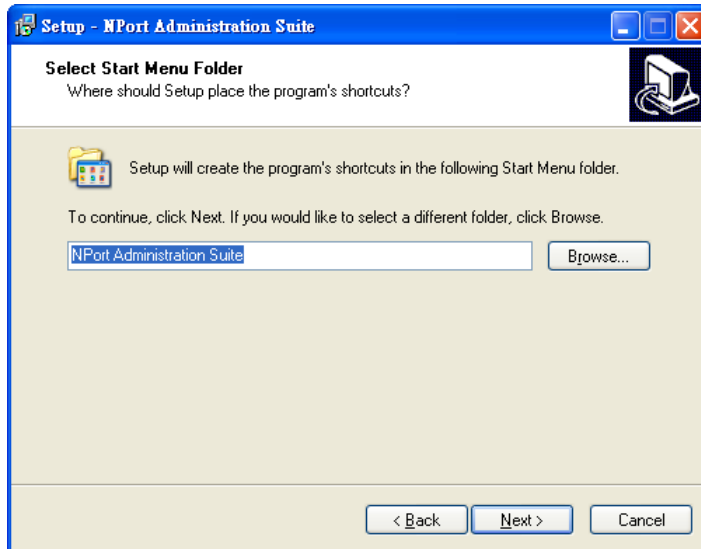 Setup - NPort Administration Suite
Select Start Menu Folder
Where should Setup place the program's shortcuts?
Setup will create the program's shortcuts in the following Start Menu folder.
To continue, click Next. If you would like to select a different folder, click Browse.
NPort Administration Suite
Browse...
< Back
Next >
Cancel